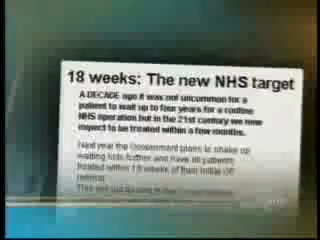 18 weeks: The new NHS target
A DECADE ago it was not uncommon for a
patient to wait up to four years for a routine
NHS operation but in the 21st century we now
expect to be treated within a few months.
Next year the Government plans to shake up
waiting lists further and have all patients
treated within 18 weeks of their initial GP
referral.